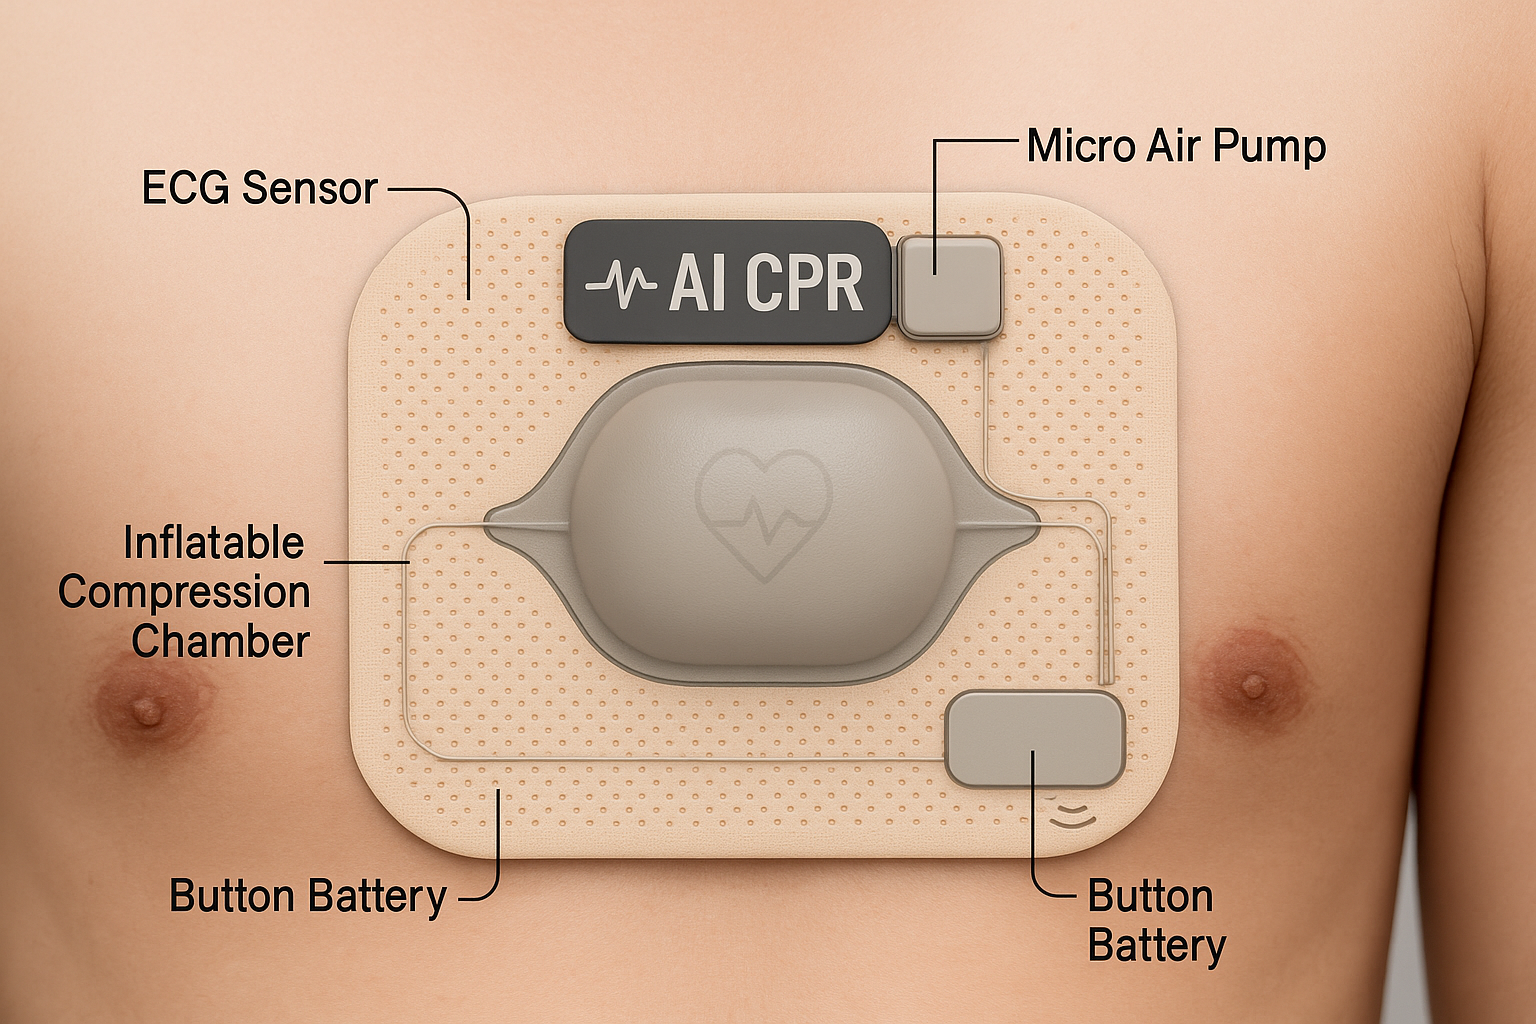 ECG Sensor
Micro Air Pump
AI CPR
Inflatable
Compression
Chamber
Button Battery
Button
Battery